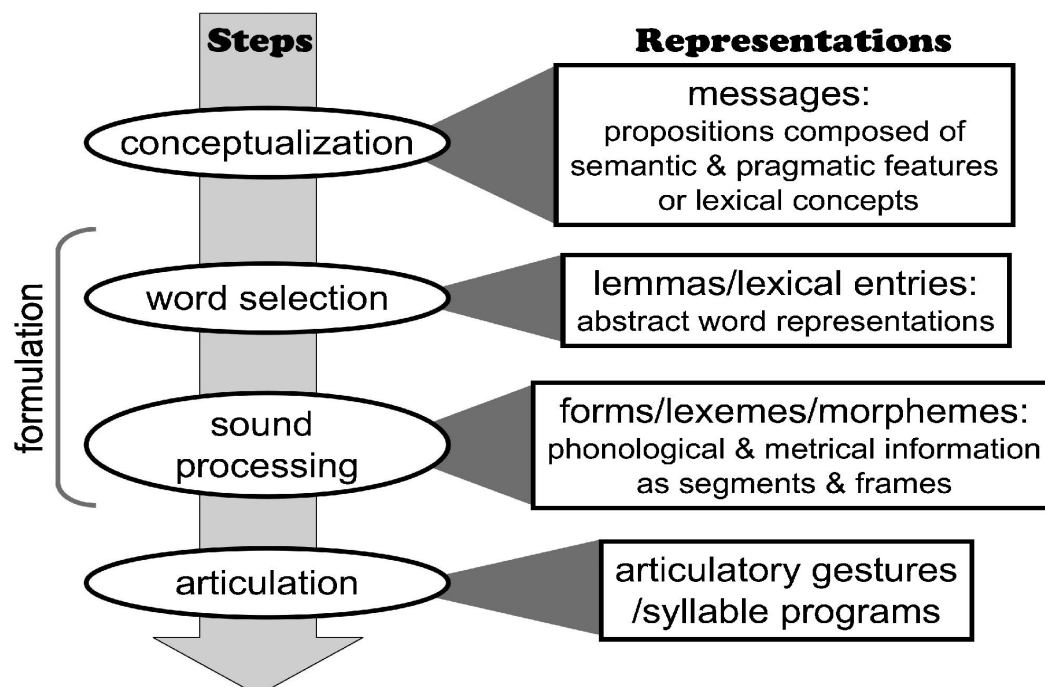 Steps
Representations
conceptualization
messages:
propositions composed of
semantic & pragmatic features
or lexical concepts
formulation
word selection
lemmas/lexical entries:
abstract word representations
sound
processing
forms/lexemes/morphemes:
phonological & metrical information
as segments & frames
articulation
articulatory gestures
/syllable programs